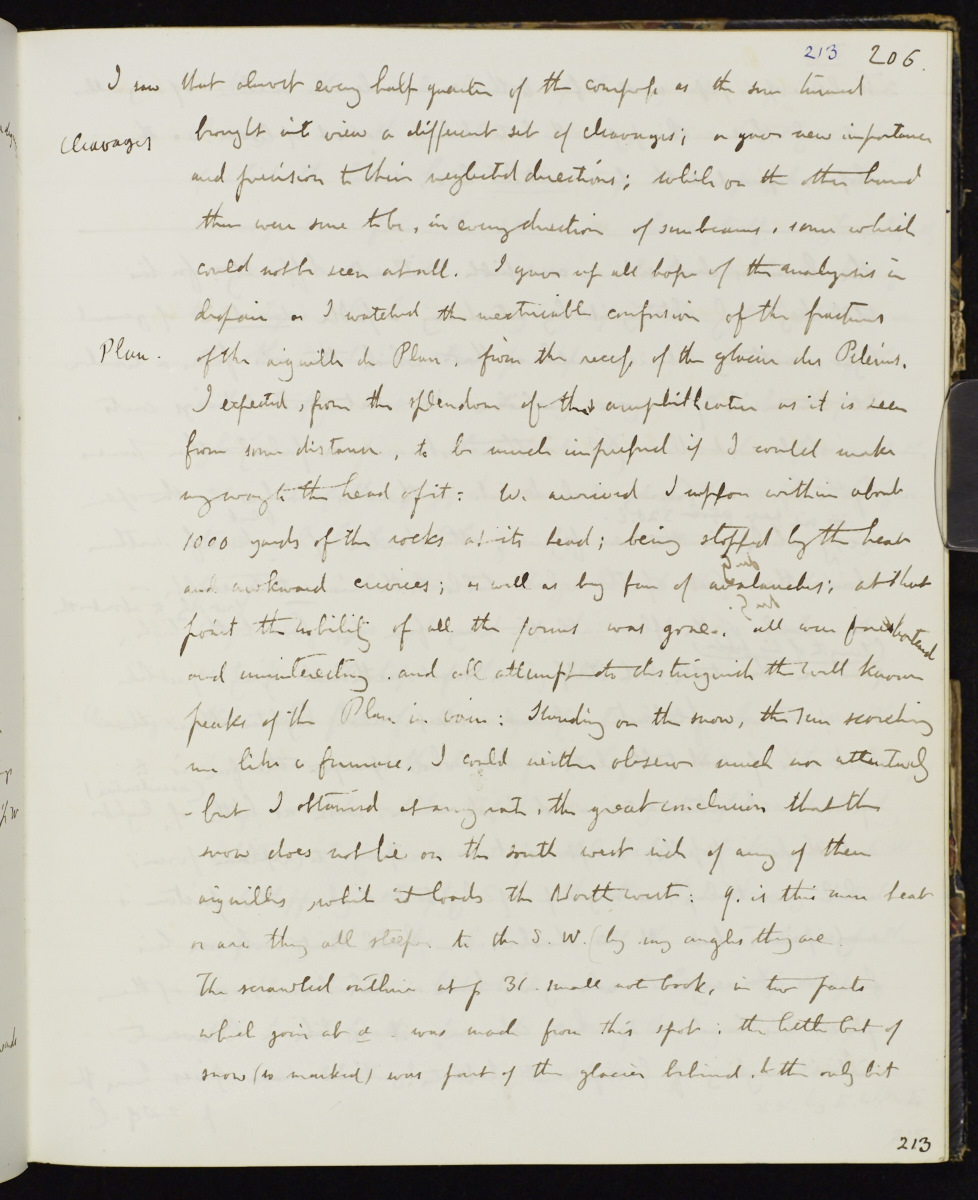 213 206.
I saw that almost every half quarter of the compass as the sun turned
Cleavages
brought into view a different set of cleavages; or gave new importance
and precision to their neglected directions; while on the other hand
there were sure to be, in every direction of sunbeams, some which
could not be seen at all. I gave up all hope of the analysis in
despair as I watched the inextricable confusion of the fractures
Plan.
of the aiguille du Plan, from the recess of the glacier des Pelerins.
I expected, from the splendour of this amphitheatre as it is seen
from some distance, to be much impressed if I could make
my way to the head of it: We arrived I suppose within about
1000 yards of the rocks at its head; being stopped by the heat
and awkward crevices; as well as by fear of avalanches; at that
point the nobility of all the forms was gone. all were foreshortened
and uninteresting. and all attempt to distinguish the well known
peaks of the Plan in vain: Standing on the snow, the sun scorching
me like a furnace, I could neither observe much nor attentively
- but I obtained at any rate, the great conclusion that the
snow does not lie on the south west side of any of these
aiguilles, while it loads the North west: q. is this mere heat
or are they all steeper to the S.W. (by my angles they are.
The scrawled outline at p 31. small note book, in two parts
which join at a. was made from this spot: the little bit of
snow (so marked) was part of the glacier behind. & the only bit
213